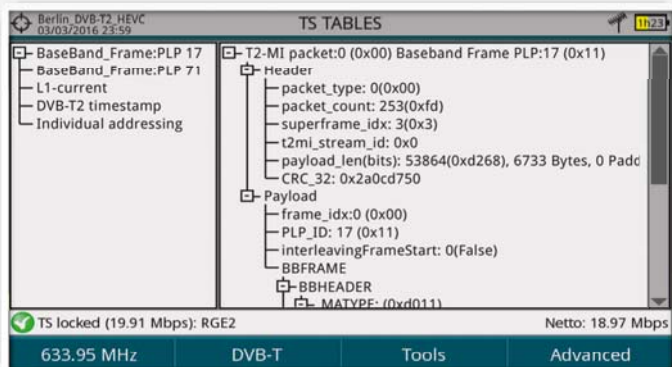 Berlin_DVB-T2_HEVC
03/03/2016 23:59
TS TABLES
1h23
BaseBand_Frame:PLP 17
BaseBand_Frame:PLP 71
L1-current
DVB-T2 timestamp
Individual addressing
T2-MI packet:0 (0x00) Baseband Frame PLP:17 (0x11)
Header
packet_type: 0(0x00)
packet_count: 253(0xfd)
superframe_idx: 3(0x3)
t2mi_stream_id: 0x0
payload_len(bits): 53864(0xd268), 6733 Bytes, 0 Padd
CRC_32: 0x2a0cd750
Payload
frame_idx:0 (0x00)
PLP_ID: 17 (0x11)
interleavingFrameStart: 0(False)
BBFRAME
BBHEADER
MATYPE: (0xd011)
TS locked (19.91 Mbps): RGE2
Netto: 18.97 Mbps
633.95 MHz
DVB-T
Tools
Advanced